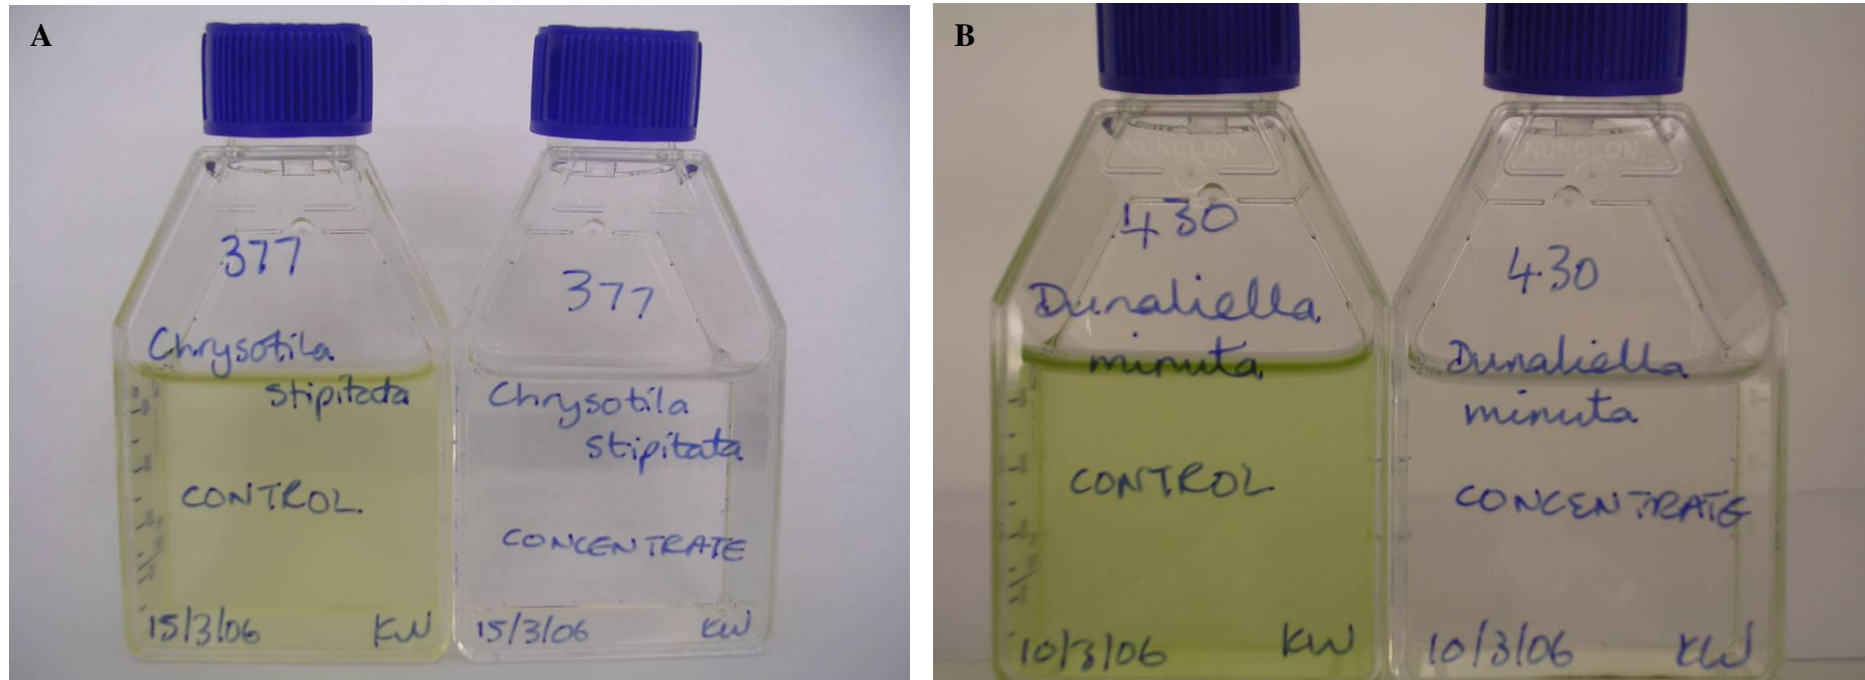 A
377
Chrysotila
stipitata
CONTROL
15/3/06 KW
377
Chrysotila
stipitata
CONCENTRATE
15/3/06 KW
B
NUNCLON
430
Dunaliella
minuta
CONTROL
10/3/06 KW
NUNCLON
430
Dunaliella
minuta
CONCENTRATE
10/3/06 KW